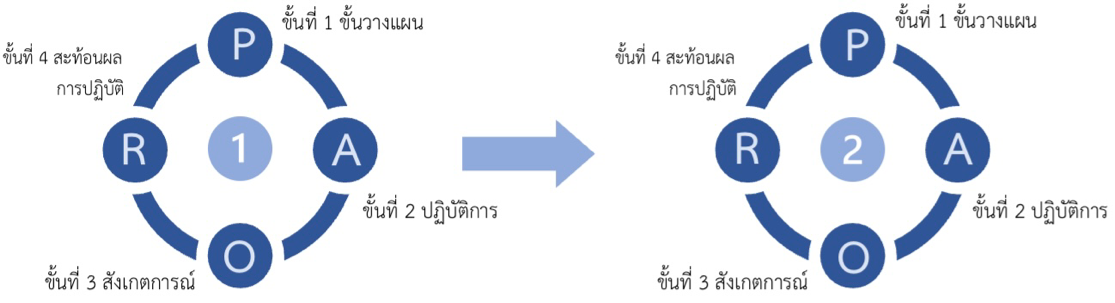 P
ขั้นที่ 1 ขั้นวางแผน
ขั้นที่ 4 สะท้อนผล
การปฏิบัติ
R
1
A
ขั้นที่ 2 ปฏิบัติการ
O
ขั้นที่ 3 สังเกตการณ์
P
ขั้นที่ 1 ขั้นวางแผน
ขั้นที่ 4 สะท้อนผล
การปฏิบัติ
R
2
A
ขั้นที่ 2 ปฏิบัติการ
O
ขั้นที่ 3 สังเกตการณ์